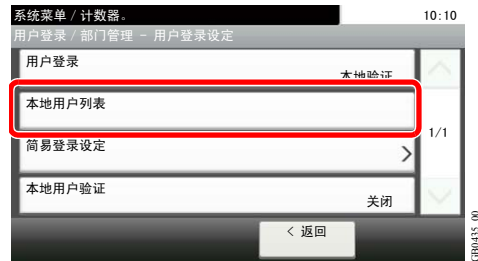 系统菜单 / 计数器。 10:10
用户登录 / 部门管理 - 用户登录设定
用户登录
本地验证
本地用户列表
1/1
简易登录设定
本地用户验证
关闭
< 返回
GB0435_00